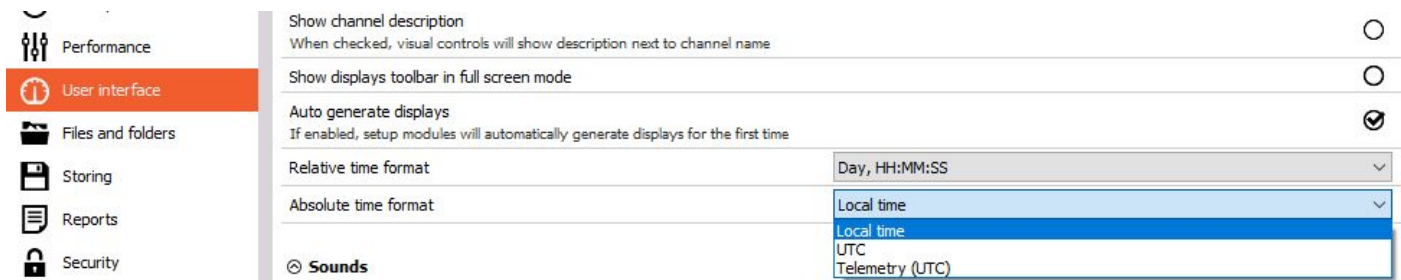 Performance
User interface
Files and folders
Storing
Reports
Security
Show channel description
When checked, visual controls will show description next to channel name
Show displays toolbar in full screen mode
Auto generate displays
If enabled, setup modules will automatically generate displays for the first time
Relative time format
Day, HH:MM:SS
Absolute time format
Local time
Local time
UTC
Telemetry (UTC)
Sounds